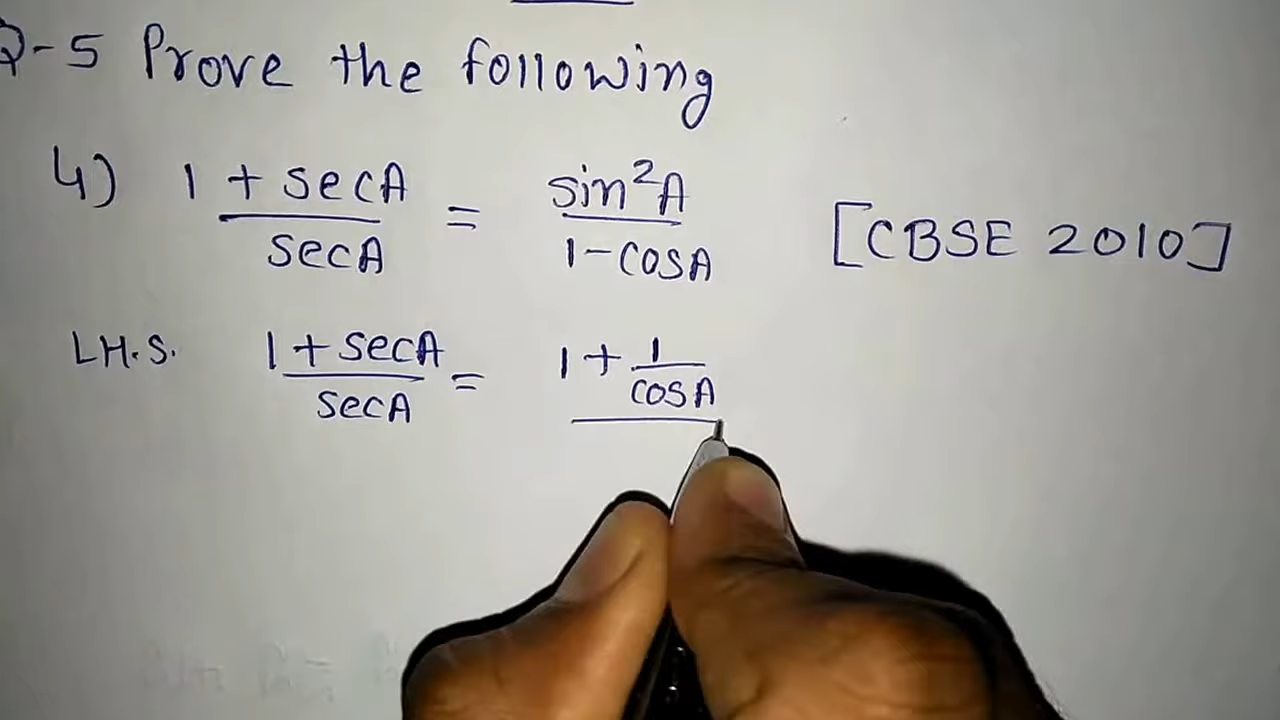 Q-5 Prove the following
4) 1 + secA / secA = sin²A / 1-cosA [CBSE 2010]
L.H.S. 1 + secA / secA = 1 + 1/cosA